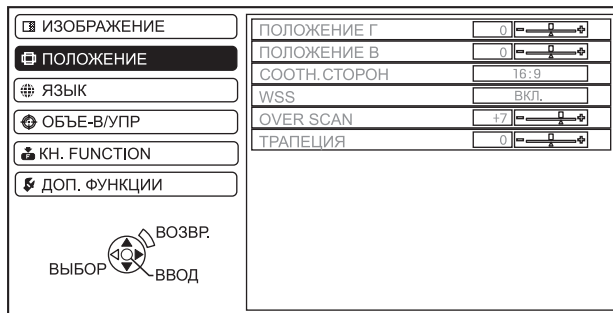 ИЗОБРАЖЕНИЕ
ПОЛОЖЕНИЕ
ЯЗЫК
ОБЪЕ-В/УПР
КН. FUNCTION
ДОП. ФУНКЦИИ
ВОЗВР.
ВЫБОР
ВВОД
ПОЛОЖЕНИЕ Г 0
ПОЛОЖЕНИЕ В 0
СООТН.СТОРОН 16:9
WSS ВКЛ.
OVER SCAN +7
ТРАПЕЦИЯ 0